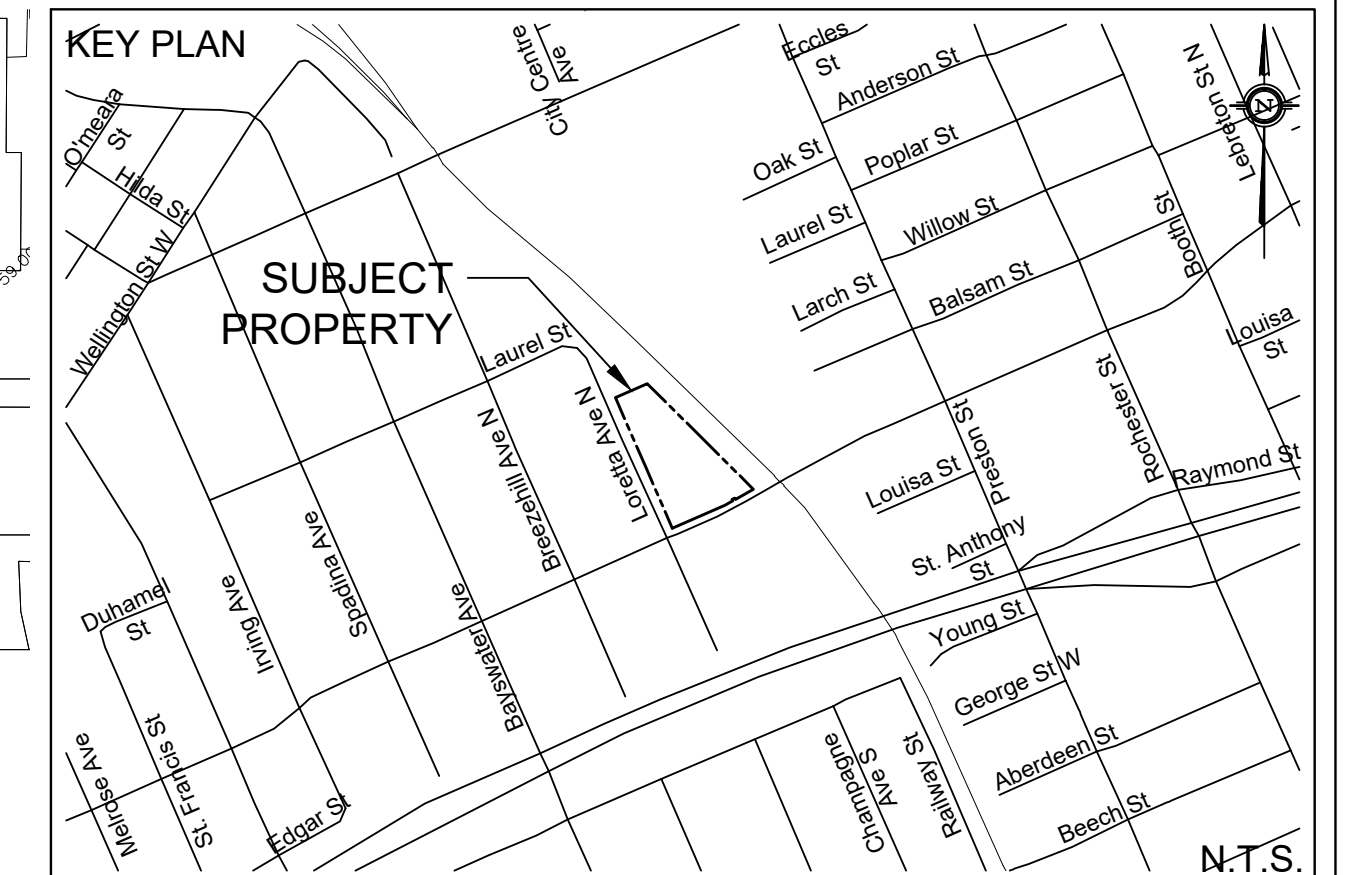 KEY PLAN
City Centre
Ave
Eccles
St
Anderson St
Lebreton St N
N
O'meara
St
Hilda St
Oak St
Poplar St
Wellington St W
Laurel St
Willow St
Booth St
SUBJECT
PROPERTY
Larch St
Balsam St
Louisa
St
Laurel St
Breezehill Ave N
Loretta Ave N
Preston St
Rochester St
Louisa St
Raymond St
St. Anthony
St
Duhamel
St
Irving Ave
Spadina Ave
Bayswater Ave
Young St
George St W
Melrose Ave
St. Francis St
Edgar St
Champagne
Ave S
Railway St
Aberdeen St
Beech St
N.T.S.